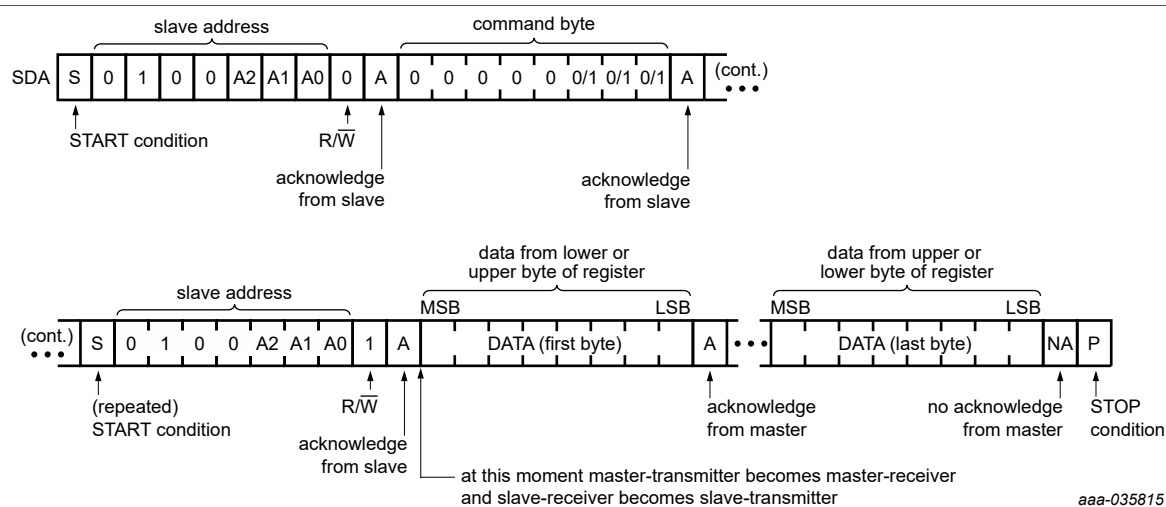 slave address
command byte
SDA S 0 1 0 0 A2 A1 A0 0 A 0 0 0 0 0 0/1 0/1 0/1 A (cont.)
START condition
R/W̅
acknowledge
from slave
acknowledge
from slave
data from lower or
upper byte of register
data from upper or
lower byte of register
slave address
MSB LSB MSB LSB
(cont.) S 0 1 0 0 A2 A1 A0 1 A DATA (first byte) A DATA (last byte) NA P
(repeated)
START condition
R/W̅
acknowledge
from slave
acknowledge
from master
no acknowledge
from master
STOP
condition
at this moment master-transmitter becomes master-receiver
and slave-receiver becomes slave-transmitter
aaa-035815